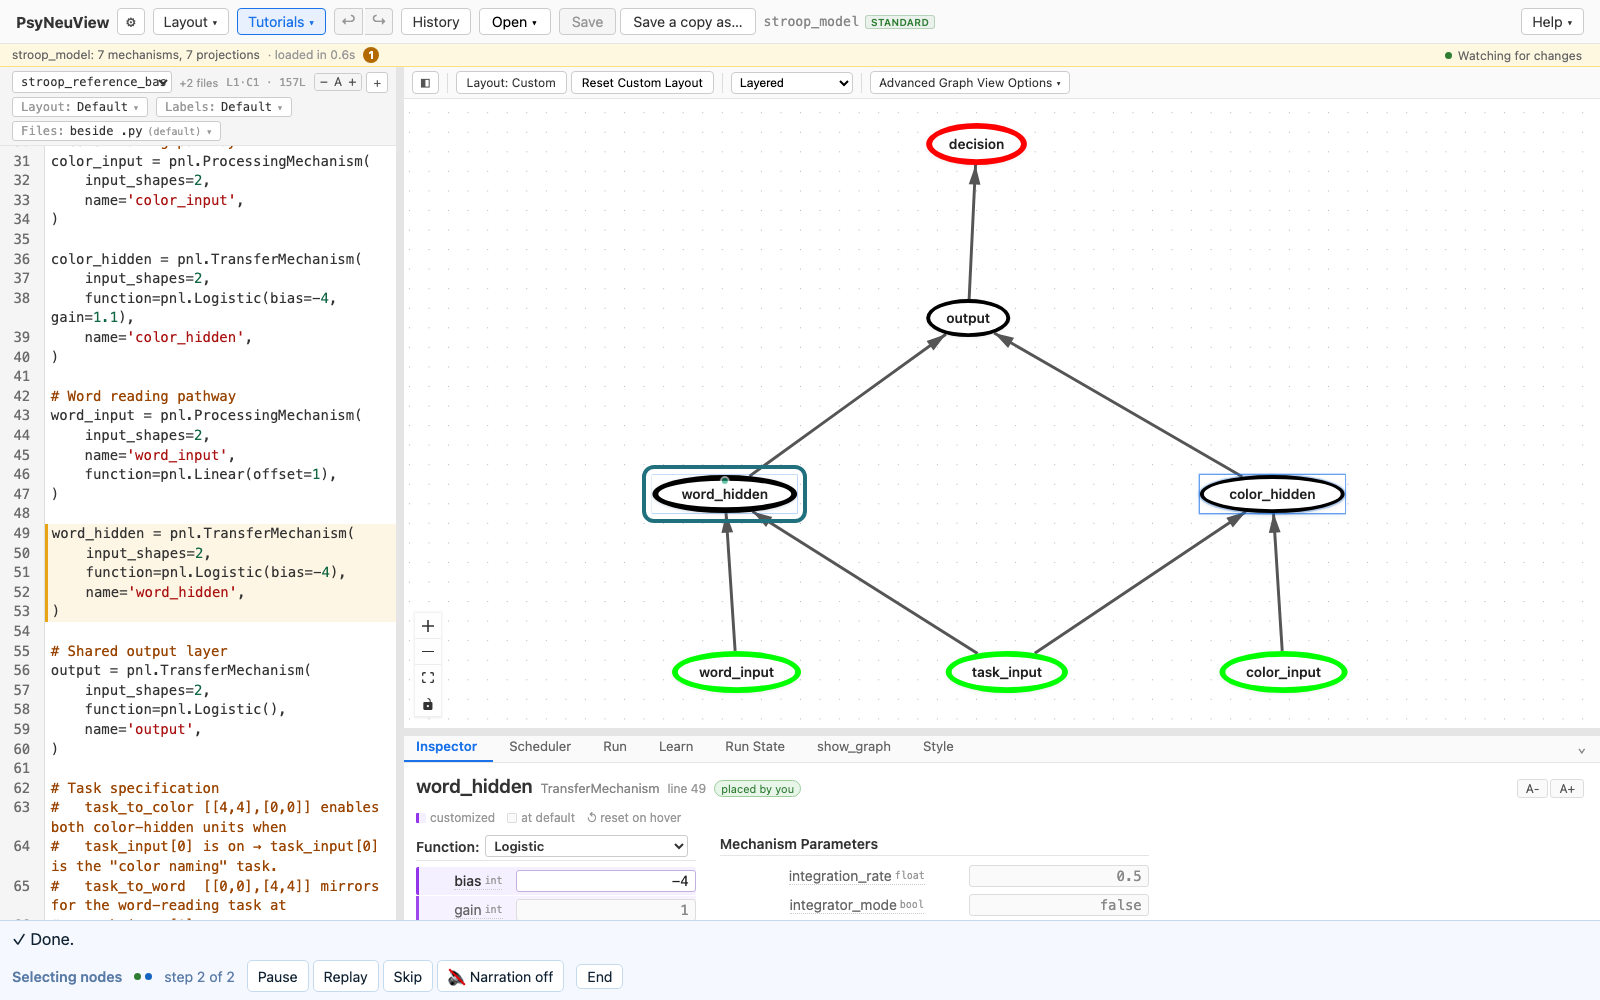 PsyNeuView ⚙ Layout ▾ Tutorials ▾ History Open ▾ Save Save a copy as... stroop_model STANDARD Help ▾
stroop_model: 7 mechanisms, 7 projections · loaded in 0.6s 1 Watching for changes
+2 files L1·C1 · 157L − A + +
Layout: Default ▾ Labels: Default ▾
Files: beside .py (default) ▾
31 color_input = pnl.ProcessingMechanism(
32 input_shapes=2,
33 name='color_input',
34 )
35
36 color_hidden = pnl.TransferMechanism(
37 input_shapes=2,
38 function=pnl.Logistic(bias=-4,
gain=1.1),
39 name='color_hidden',
40 )
41
42 # Word reading pathway
43 word_input = pnl.ProcessingMechanism(
44 input_shapes=2,
45 name='word_input',
46 function=pnl.Linear(offset=1),
47 )
48
49 word_hidden = pnl.TransferMechanism(
50 input_shapes=2,
51 function=pnl.Logistic(bias=-4),
52 name='word_hidden',
53 )
54
55 # Shared output layer
56 output = pnl.TransferMechanism(
57 input_shapes=2,
58 function=pnl.Logistic(),
59 name='output',
60 )
61
62 # Task specification
63 #   task_to_color [[4,4],[0,0]] enables
both color-hidden units when
64 #   task_input[0] is on → task_input[0]
is the "color naming" task.
65 #   task_to_word  [[0,0],[4,4]] mirrors
for the word-reading task at
Layout: Custom Reset Custom Layout Layered Advanced Graph View Options ▾
decision
output
word_hidden
color_hidden
word_input
task_input
color_input
Inspector Scheduler Run Learn Run State show_graph Style
word_hidden TransferMechanism line 49 placed by you A- A+
customized at default ↺ reset on hover
Function: Logistic
bias int -4
gain int 1
Mechanism Parameters
integration_rate float 0.5
integrator_mode bool false
✓ Done.
Selecting nodes step 2 of 2 Pause Replay Skip Narration off End